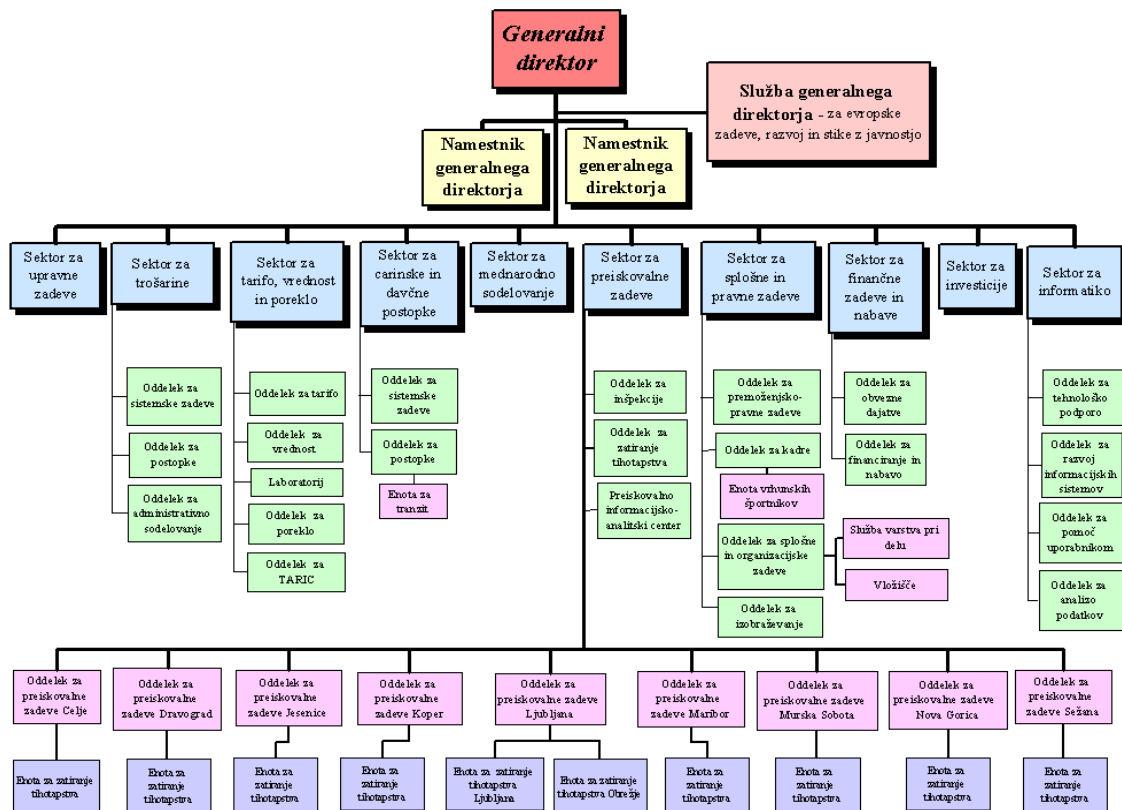 Generalni
direktor
Služba generalnega
direktorja - za evropske
zadeve, razvoj in stike z javnostjo
Namestnik
generalnega
direktorja
Namestnik
generalnega
direktorja
Sektor za
upravne
zadeve
Sektor za
trošarine
Sektor za
tarifo, vrednost
in poreklo
Sektor za
carinske in
davčne
postopke
Sektor za
mednarodno
sodelovanje
Sektor za
preiskovalne
zadeve
Sektor za
splošne in
pravne zadeve
Sektor za
finančne
zadeve in
nabave
Sektor za
investicije
Sektor za
informatiko
Oddelek za
sistemske zadeve
Oddelek za
postopke
Oddelek za
administrativno
sodelovanje
Oddelek za tarifo
Oddelek za
vrednost
Laboratorij
Oddelek za
poreklo
Oddelek za
TARIC
Oddelek za
sistemske
zadeve
Oddelek za
postopke
Enota za
tranzit
Oddelek za
inšpekcije
Oddelek za
zatiranje
tihotapstva
Preiskovalno
informacijsko-
analitski center
Oddelek za
premoženjsko-
pravne zadeve
Oddelek za kadre
Enota vrhunskih
športnikov
Oddelek za splošne
in organizacijske
zadeve
Služba varstva pri
delu
Vložišče
Oddelek za
izobraževanje
Oddelek za
obvezne
dajatve
Oddelek za
financiranje in
nabavo
Oddelek za
tehnološko
podporo
Oddelek za
razvoj
informacijskih
sistemov
Oddelek za
pomoč
uporabnikom
Oddelek za
analizo
podatkov
Oddelek za
preiskovalne
zadeve Celje
Oddelek za
preiskovalne
zadeve Dravograd
Oddelek za
preiskovalne
zadeve Jesenice
Oddelek za
preiskovalne
zadeve Koper
Oddelek za
preiskovalne zadeve
Ljubljana
Oddelek za
preiskovalne
zadeve Maribor
Oddelek za
preiskovalne zadeve
Murska Sobota
Oddelek za
preiskovalne zadeve
Nova Gorica
Oddelek za
preiskovalne
zadeve Sežana
Enota za zatiranje
tihotapstva
Enota za
zatiranje
tihotapstva
Enota za
zatiranje
tihotapstva
Enota za
zatiranje
tihotapstva
Enota za zatiranje
tihotapstva
Ljubljana
Enota za zatiranje
tihotapstva Obrežje
Enota za
zatiranje
tihotapstva
Enota za
zatiranje
tihotapstva
Enota za
zatiranje
tihotapstva
Enota za
zatiranje
tihotapstva